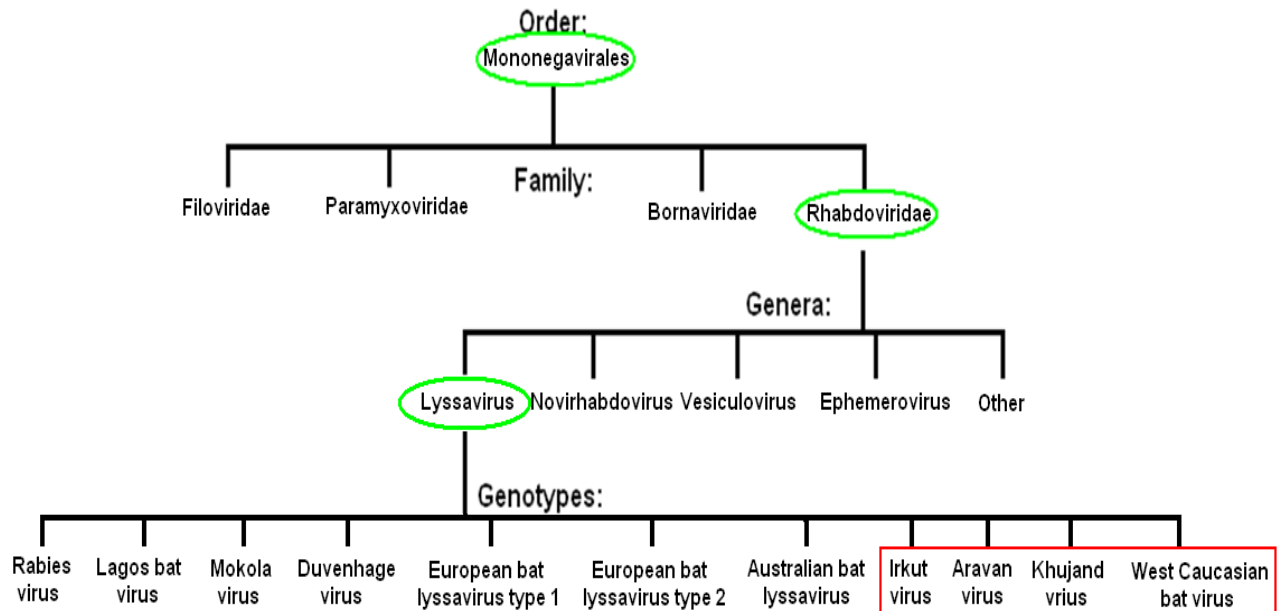 Order:
Mononegavirales
Family:
Filoviridae
Paramyxoviridae
Bornaviridae
Rhabdoviridae
Genera:
Lyssavirus
Novirhabdovirus
Vesiculovirus
Ephemerovirus
Other
Genotypes:
Rabies
virus
Lagos bat
virus
Mokola
virus
Duvenhage
virus
European bat
lyssavirus type 1
European bat
lyssavirus type 2
Australian bat
lyssavirus
Irkut
virus
Aravan
virus
Khujand
vrius
West Caucasian
bat virus